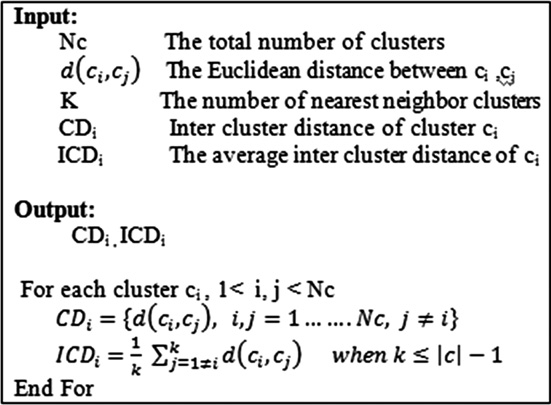 Input:
Nc The total number of clusters
d(cᵢ,cⱼ) The Euclidean distance between cᵢ ,cⱼ
K The number of nearest neighbor clusters
CDᵢ Inter cluster distance of cluster cᵢ
ICDᵢ The average inter cluster distance of cᵢ
Output:
CDᵢ , ICDᵢ
For each cluster cᵢ , 1< i, j < Nc
CDᵢ = {d(cᵢ,cⱼ), i,j = 1 ... .... Nc, j ≠ i}
ICDᵢ = 1/k ∑ᵏⱼ₌₁≠ᵢ d(cᵢ,cⱼ) when k ≤ |c| − 1
End For